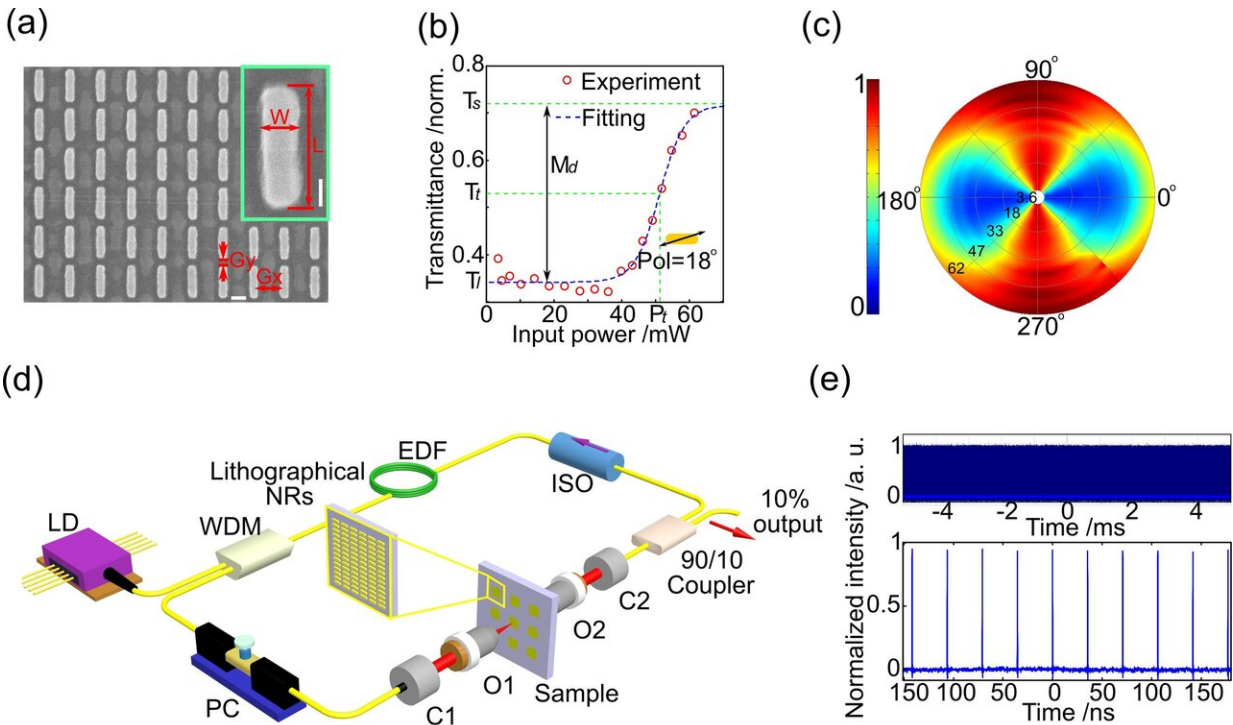 (a)
W
L
Gy
Gx
(b)
0.8
Ts
Experiment
Fitting
0.6
Md
Tt
Pol=18°
0.4
Tl
0 20 40 Pt 60
Input power /mW
Transmittance /norm.
(c)
1
0
90°
180°
0°
270°
3.6
18
33
47
62
(d)
LD
WDM
Lithographical
NRs
EDF
ISO
10%
output
90/10
Coupler
C2
O2
Sample
O1
C1
PC
(e)
1
0
-4 -2 0 2 4
Time /ms
Normalized intensity /a. u.
1
0.5
0
150 100 50 0 50 100 150
Time /ns